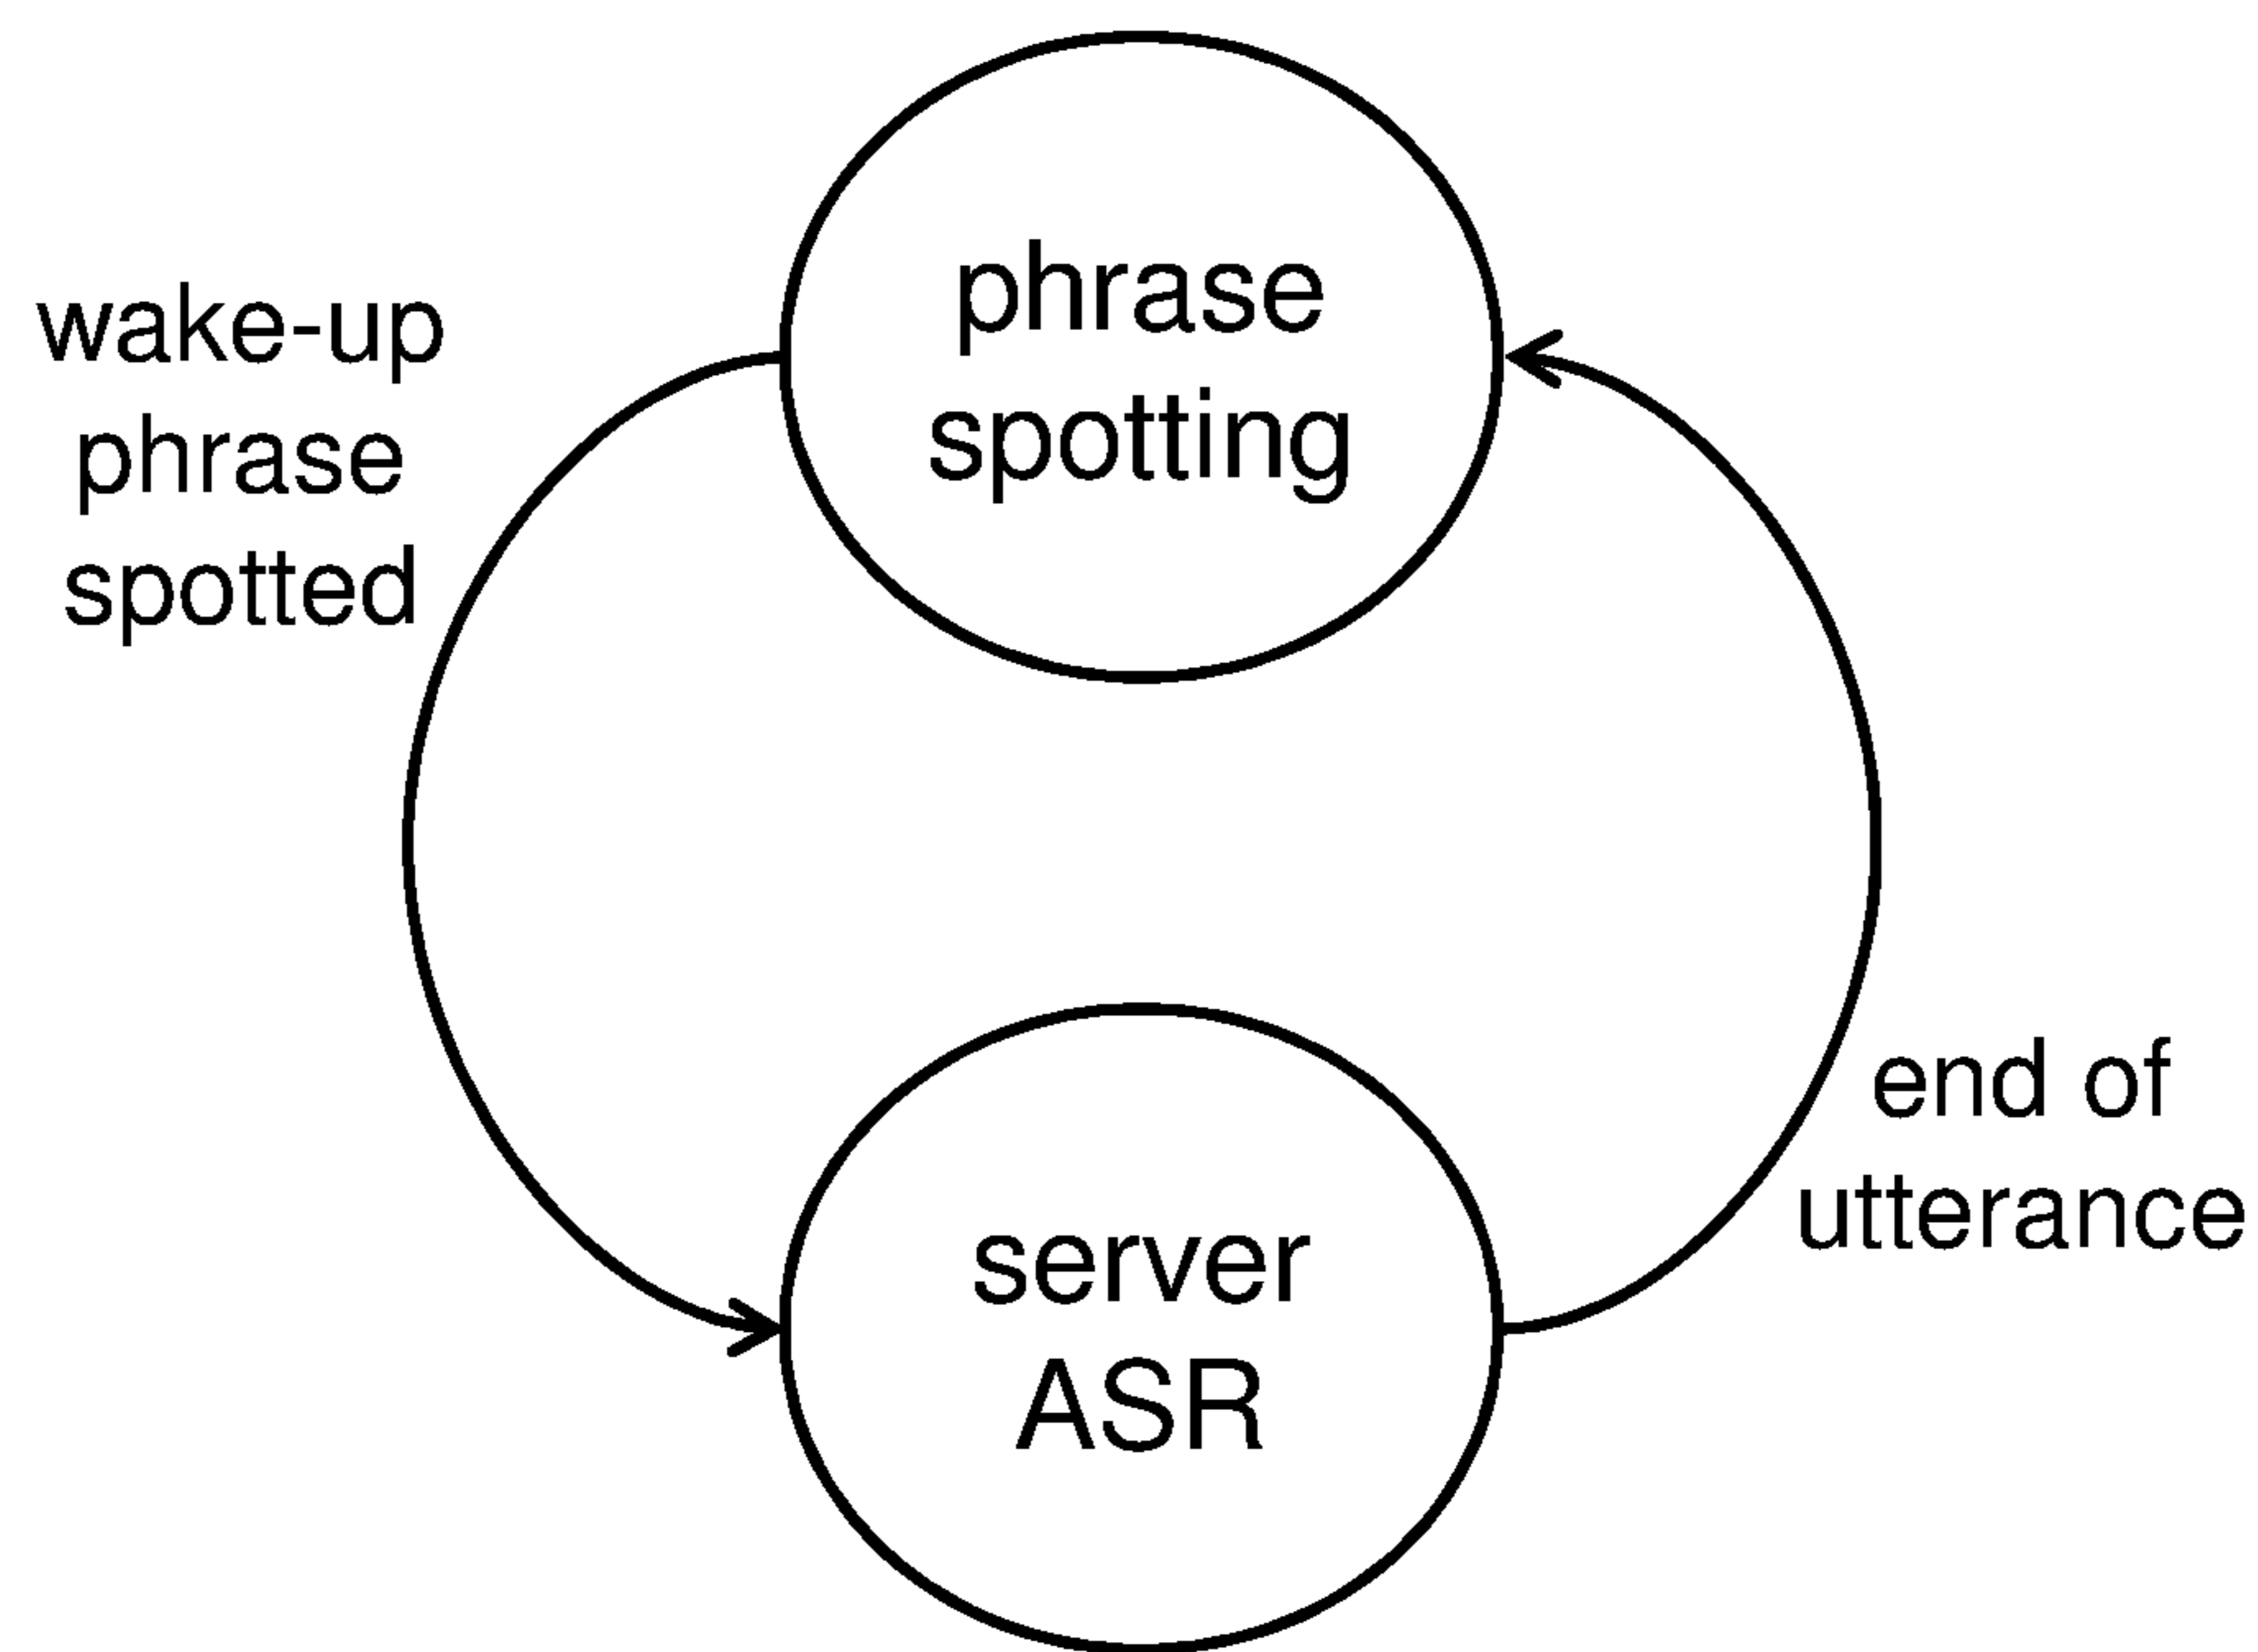 phrase
spotting
wake-up
phrase
spotted
server
ASR
end of
utterance